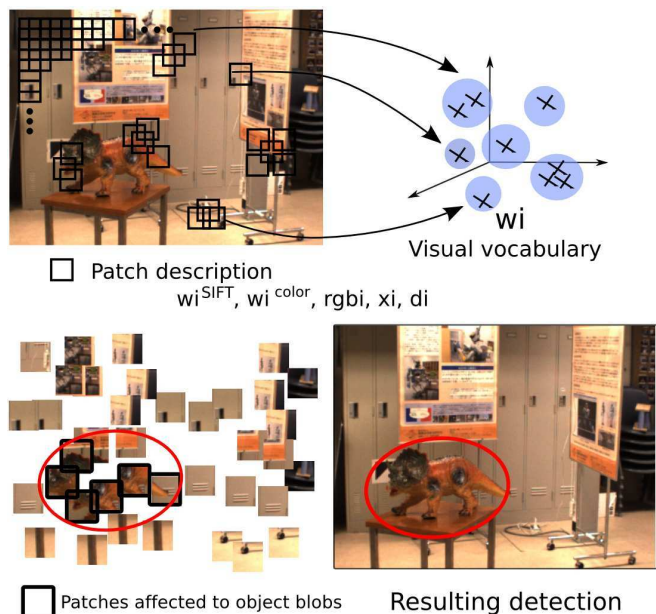 wi
Visual vocabulary
Patch description
wi^SIFT, wi^color, rgbi, xi, di
Patches affected to object blobs
Resulting detection